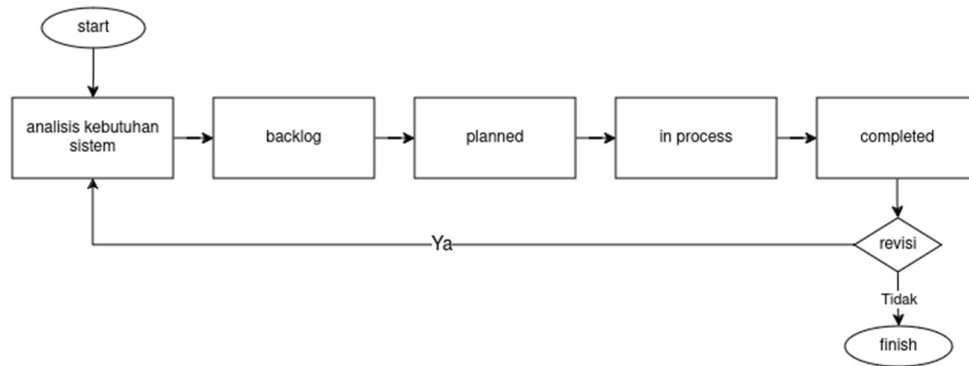 start
analisis kebutuhan
sistem
backlog
planned
in process
completed
Ya
revisi
Tidak
finish